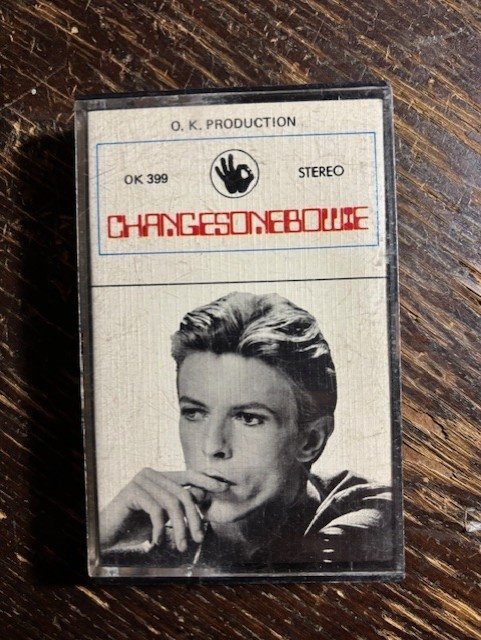 O. K. PRODUCTION
OK 399
STEREO
CHANGESONEBOWIE